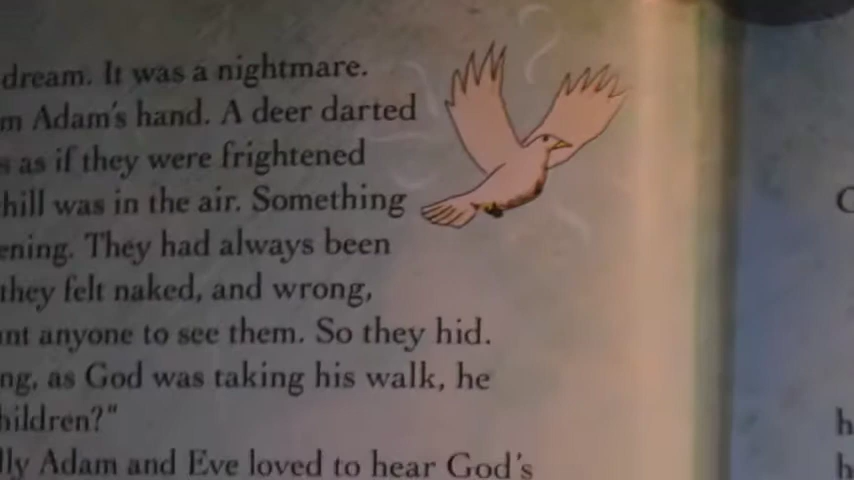 dream. It was a nightmare.
m Adam's hand. A deer darted
s as if they were frightened
hill was in the air. Something
ening. They had always been
they felt naked, and wrong,
nt anyone to see them. So they hid.
ng, as God was taking his walk, he
hildren?"
lly Adam and Eve loved to hear God's
C
h
h